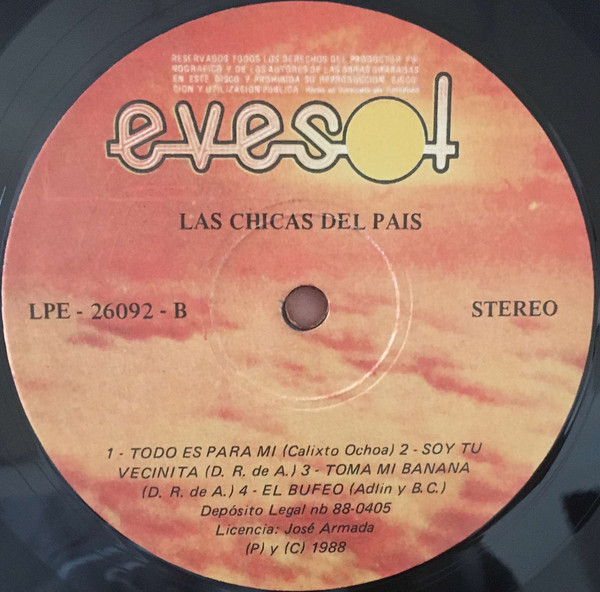 RESERVADOS TODOS LOS DERECHOS DEL PRODUCTOR FO
NOGRAFICO Y DE LOS AUTORES DE LAS OBRAS GRABADAS
EN ESTE DISCO Y PROHIBIDA SU REPRODUCCION, EJECU
CION Y UTILIZACION PUBLICA
evesol
LAS CHICAS DEL PAIS
LPE - 26092 - B
STEREO
1 - TODO ES PARA MI (Calixto Ochoa) 2 - SOY TU
VECINITA (D. R. de A.) 3 - TOMA MI BANANA
(D. R. de A.) 4 - EL BUFEO (Adlin y B.C.)
Depósito Legal nb 88-0405
Licencia: José Armada
(P) y (C) 1988